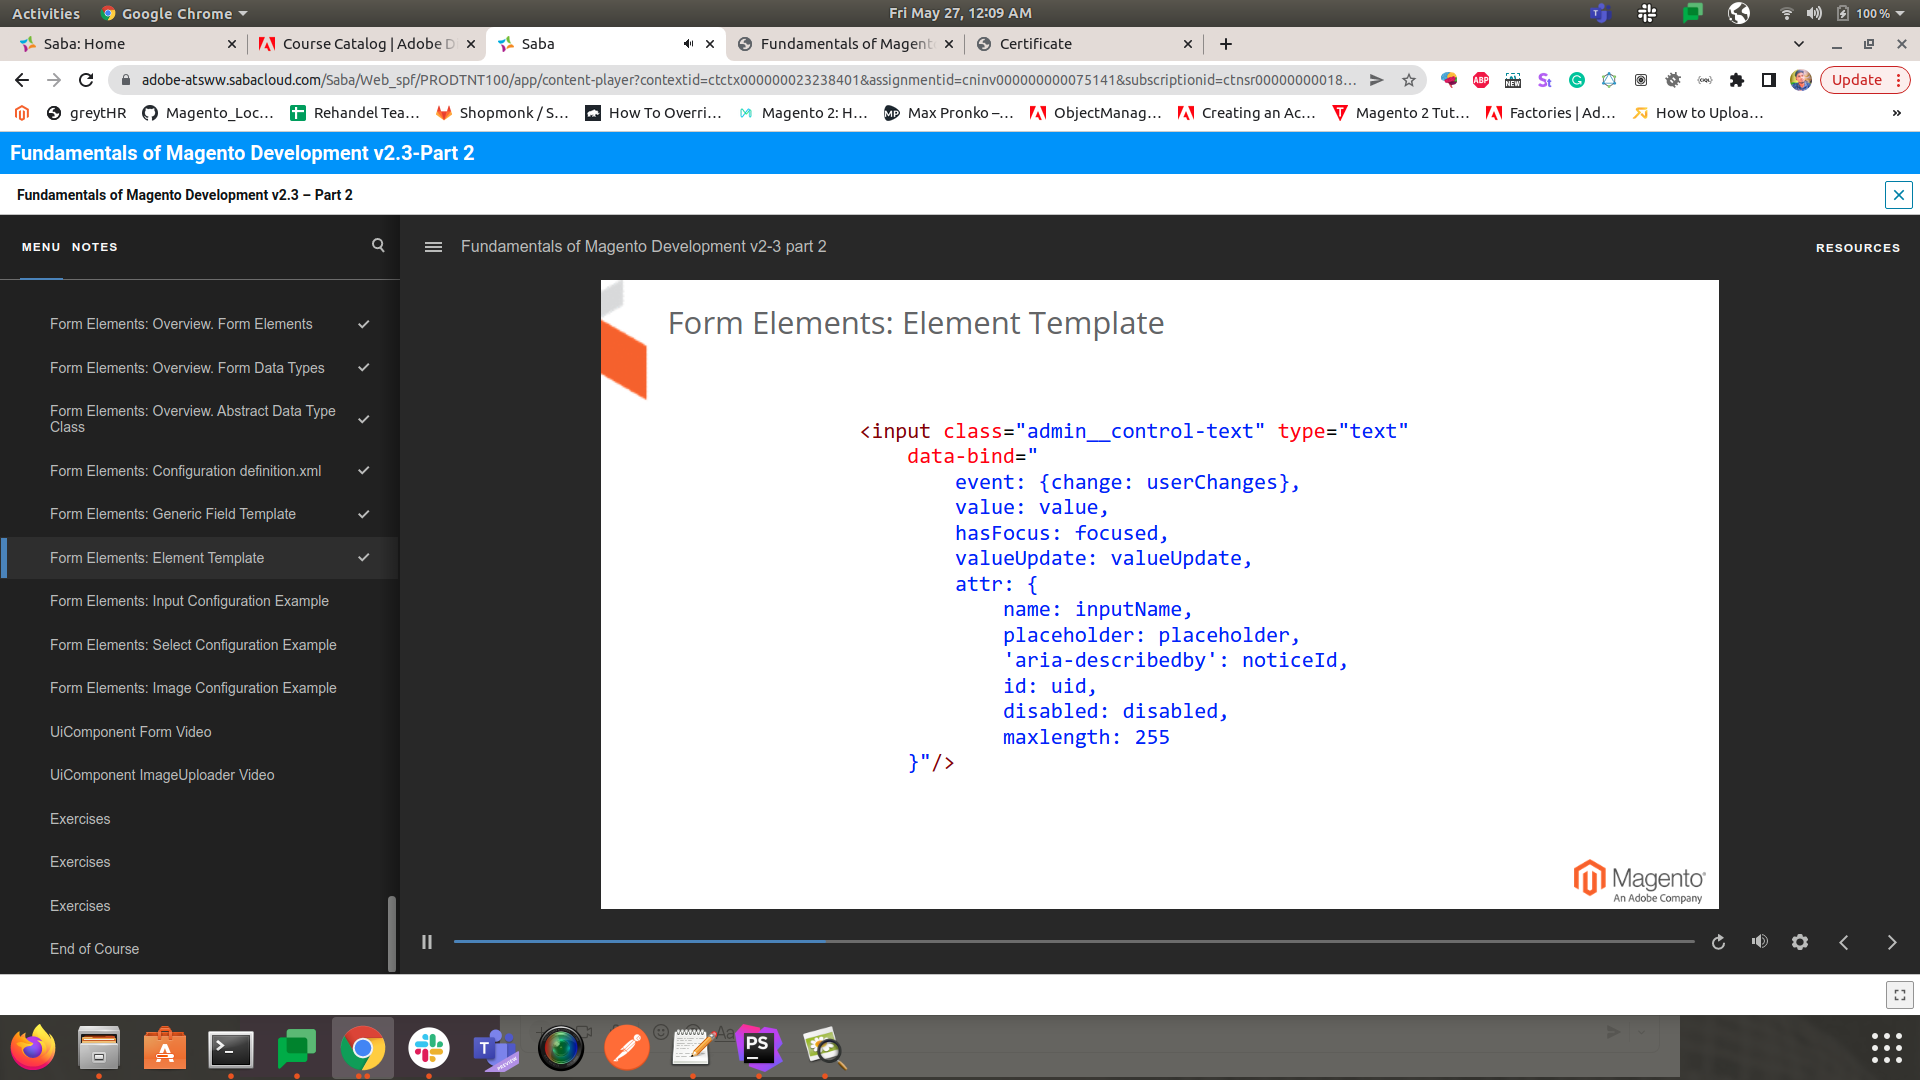 Activities
Google Chrome
Fri May 27, 12:09 AM
100 %
Saba: Home
Course Catalog | Adobe D
Saba
Fundamentals of Magent
Certificate
adobe-atsww.sabacloud.com/Saba/Web_spf/PRODTNT100/app/content-player?contextid=ctctx000000023238401&assignmentid=cninv000000000075141&subscriptionid=ctnsr00000000018...
Update
greytHR
Magento_Loc...
Rehandel Tea...
Shopmonk / S...
How To Overri...
Magento 2: H...
Max Pronko –...
ObjectManag...
Creating an Ac...
Magento 2 Tut...
Factories | Ad...
How to Uploa...
»
Fundamentals of Magento Development v2.3-Part 2
Fundamentals of Magento Development v2.3 – Part 2
MENU
NOTES
Fundamentals of Magento Development v2-3 part 2
RESOURCES
Form Elements: Overview. Form Elements
Form Elements: Overview. Form Data Types
Form Elements: Overview. Abstract Data Type
Class
Form Elements: Configuration definition.xml
Form Elements: Generic Field Template
Form Elements: Element Template
Form Elements: Input Configuration Example
Form Elements: Select Configuration Example
Form Elements: Image Configuration Example
UiComponent Form Video
UiComponent ImageUploader Video
Exercises
Exercises
Exercises
End of Course
Form Elements: Element Template
<input class="admin__control-text" type="text"
data-bind="
event: {change: userChanges},
value: value,
hasFocus: focused,
valueUpdate: valueUpdate,
attr: {
name: inputName,
placeholder: placeholder,
'aria-describedby': noticeId,
id: uid,
disabled: disabled,
maxlength: 255
}"/>
Magento
An Adobe Company